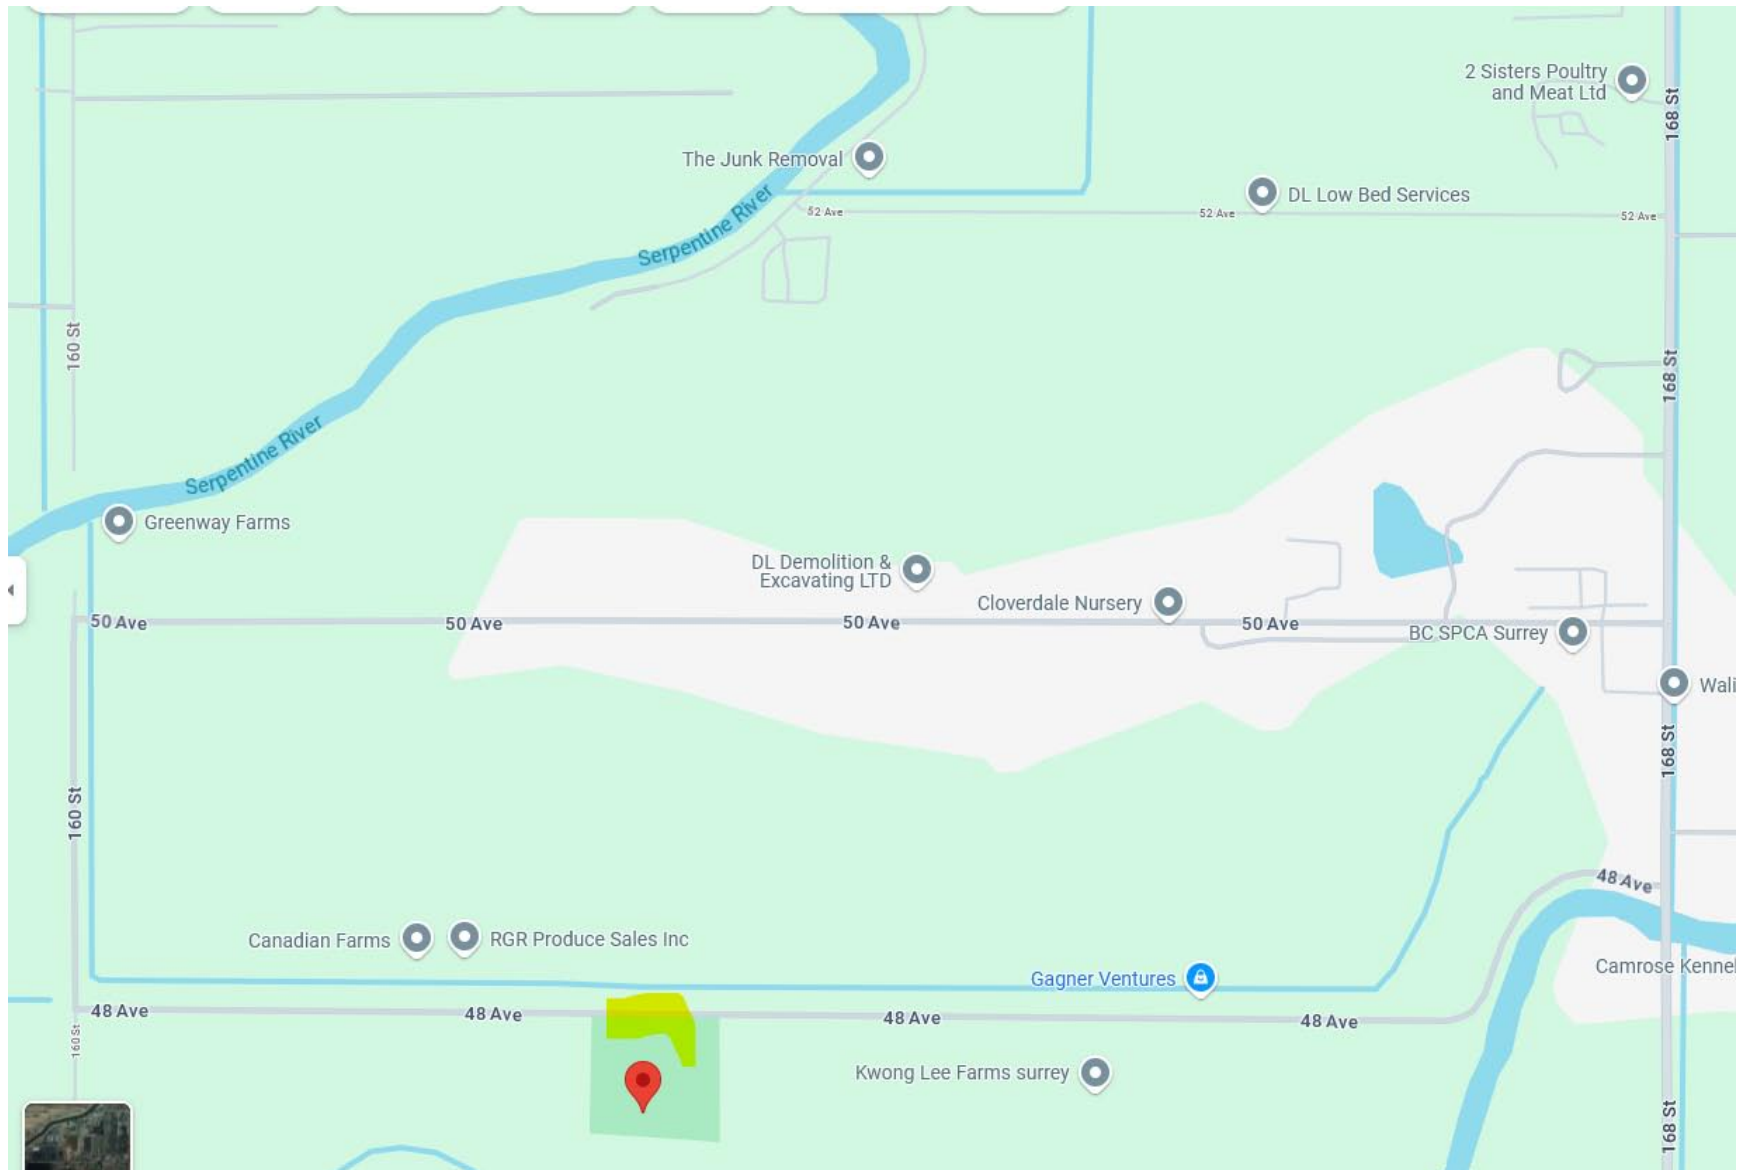 2 Sisters Poultry
and Meat Ltd
168 St
The Junk Removal
Serpentine River
DL Low Bed Services
52 Ave
52 Ave
52 Ave
Serpentine River
160 St
168 St
Serpentine River
Greenway Farms
DL Demolition &
Excavating LTD
Cloverdale Nursery
50 Ave
50 Ave
50 Ave
50 Ave
BC SPCA Surrey
Wali
168 St
160 St
48 Ave
Canadian Farms
RGR Produce Sales Inc
Gagner Ventures
Camrose Kennel
48 Ave
48 Ave
48 Ave
48 Ave
160 St
Kwong Lee Farms surrey
168 St